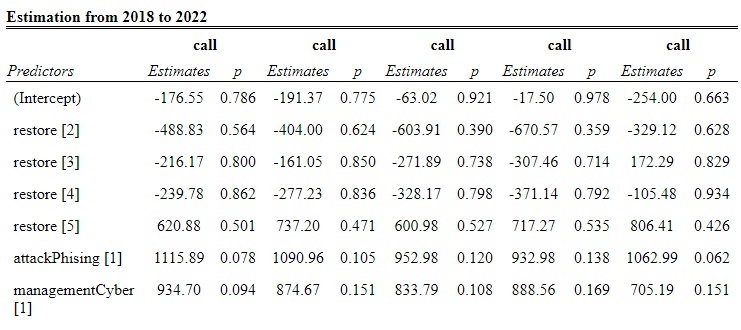 Estimation from 2018 to 2022
call call call call call
Predictors Estimates p Estimates p Estimates p Estimates p Estimates p
(Intercept) -176.55 0.786 -191.37 0.775 -63.02 0.921 -17.50 0.978 -254.00 0.663
restore [2] -488.83 0.564 -404.00 0.624 -603.91 0.390 -670.57 0.359 -329.12 0.628
restore [3] -216.17 0.800 -161.05 0.850 -271.89 0.738 -307.46 0.714 172.29 0.829
restore [4] -239.78 0.862 -277.23 0.836 -328.17 0.798 -371.14 0.792 -105.48 0.934
restore [5] 620.88 0.501 737.20 0.471 600.98 0.527 717.27 0.535 806.41 0.426
attackPhising [1] 1115.89 0.078 1090.96 0.105 952.98 0.120 932.98 0.138 1062.99 0.062
managementCyber 934.70 0.094 874.67 0.151 833.79 0.108 888.56 0.169 705.19 0.151
[1]